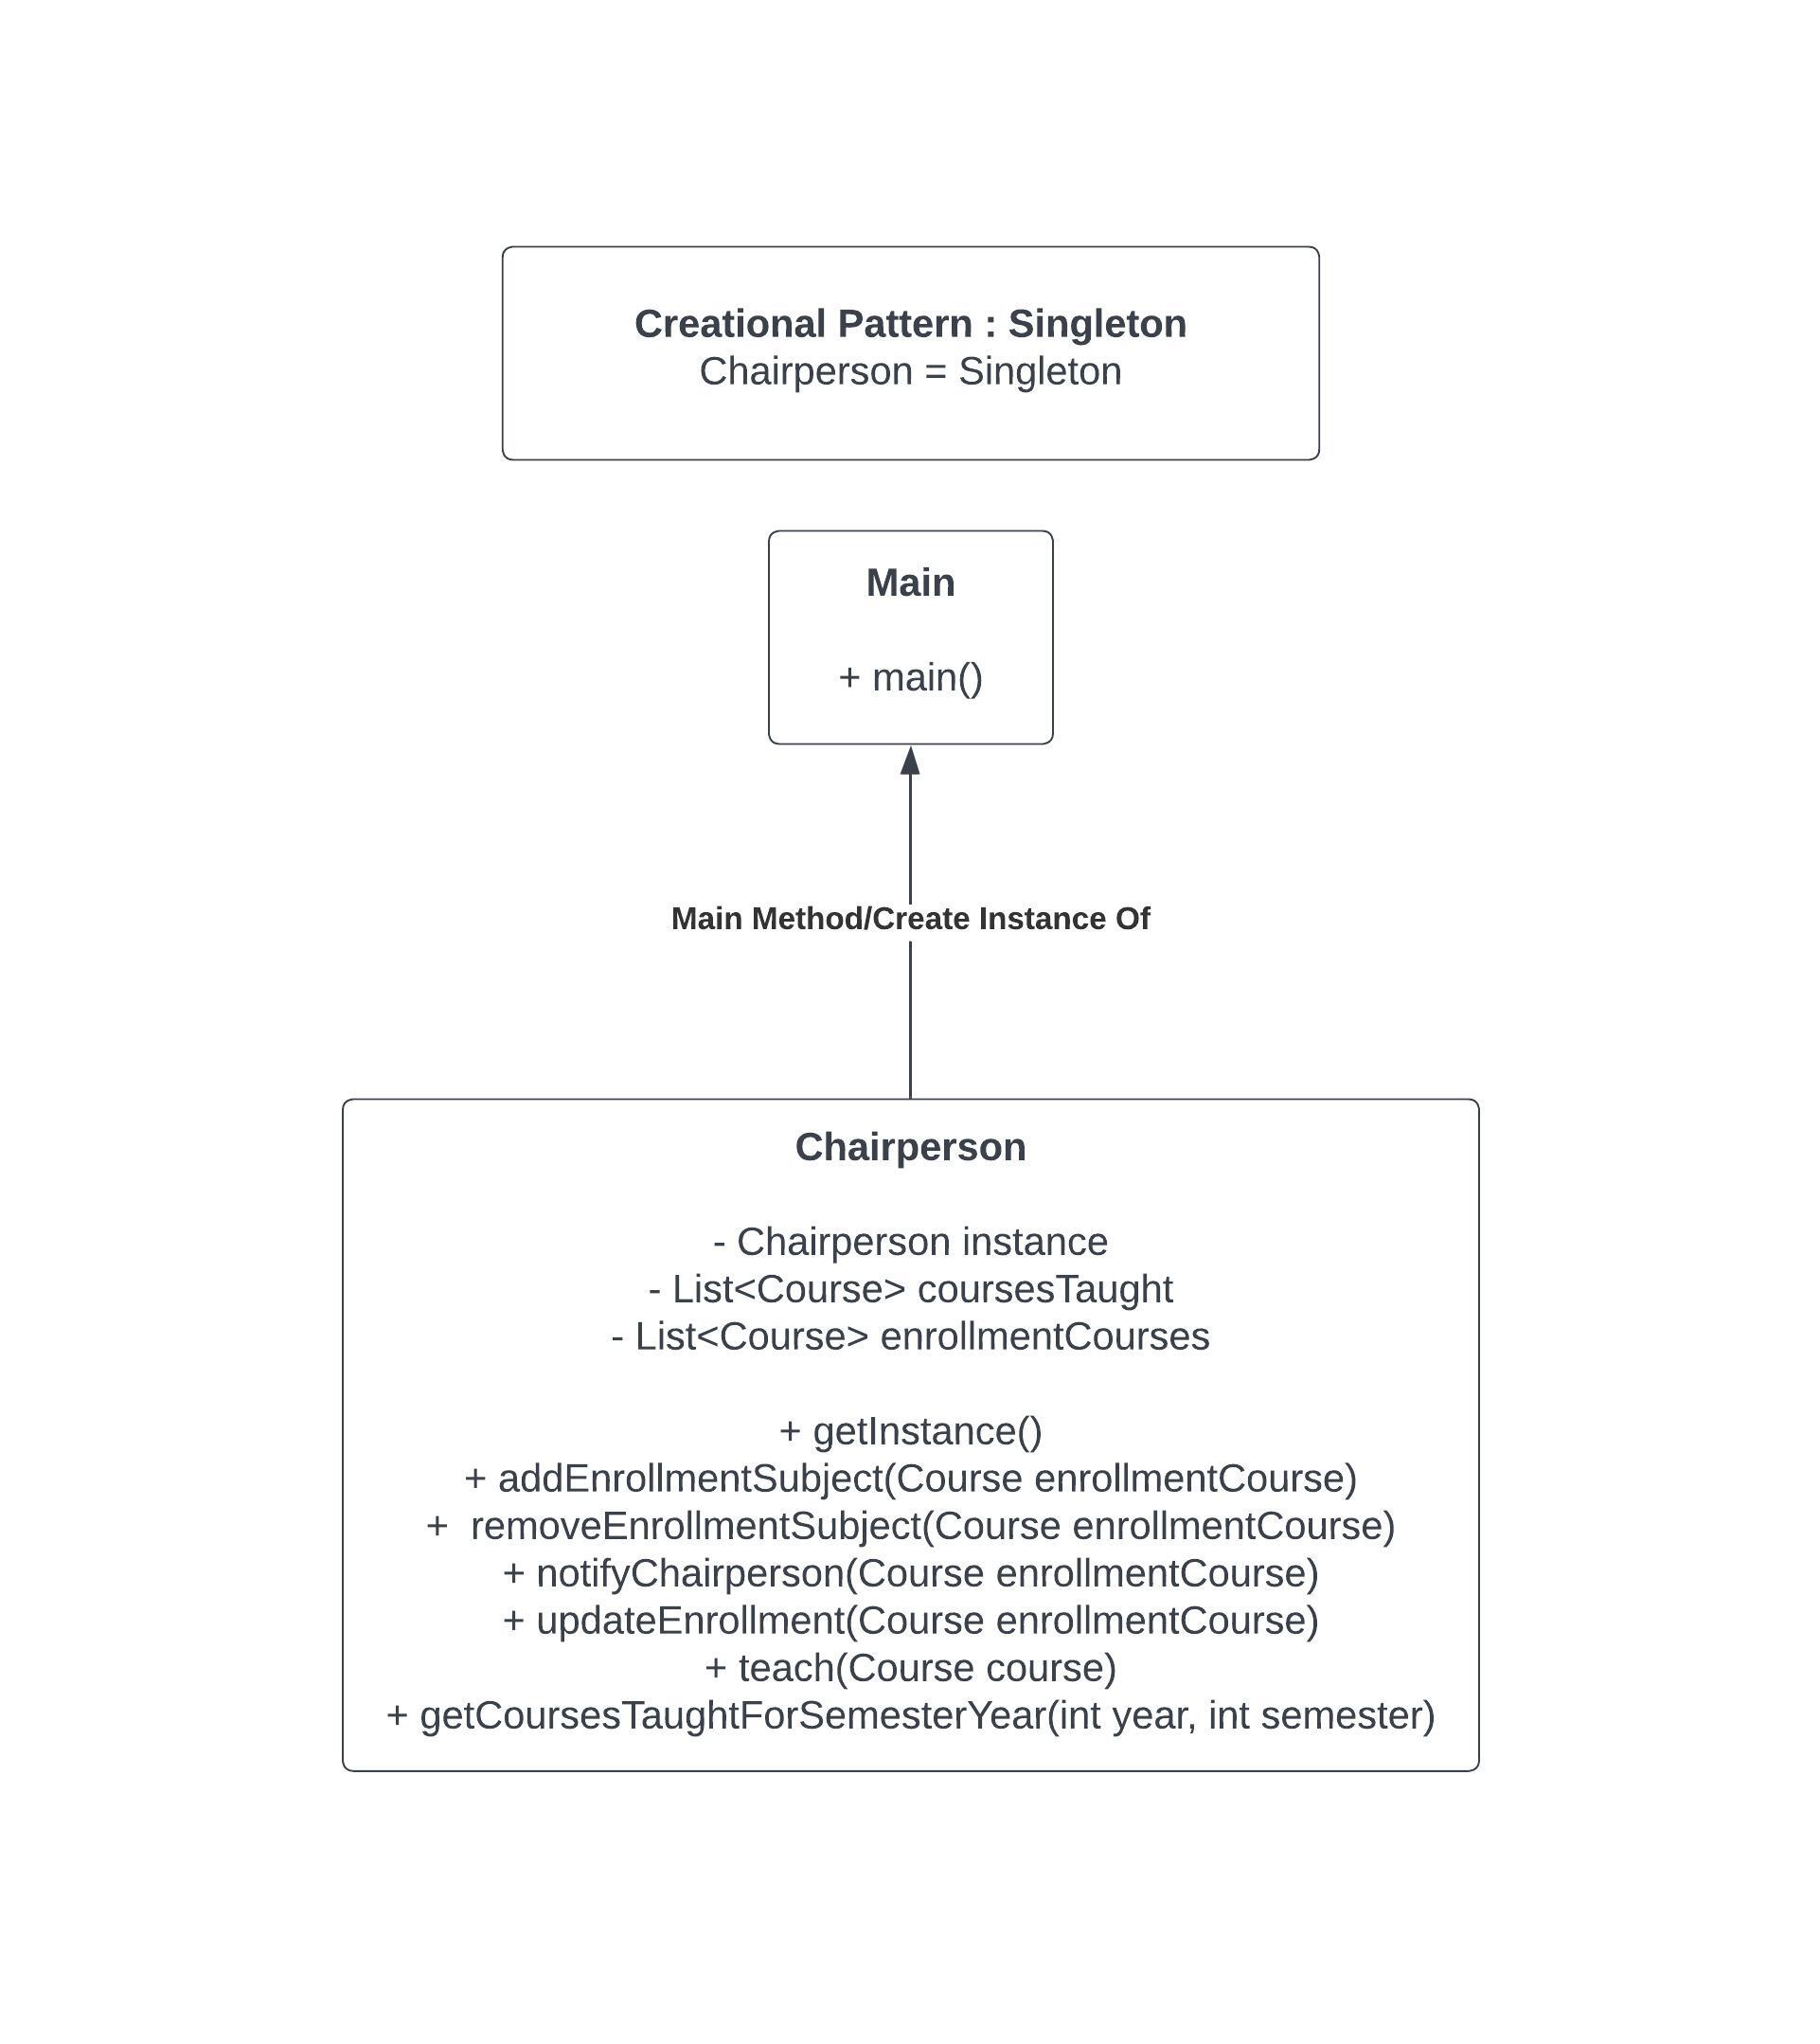 Creational Pattern : Singleton
Chairperson = Singleton
Main
+ main()
Main Method/Create Instance Of
Chairperson
- Chairperson instance
- List<Course> coursesTaught
- List<Course> enrollmentCourses
+ getInstance()
+ addEnrollmentSubject(Course enrollmentCourse)
+  removeEnrollmentSubject(Course enrollmentCourse)
+ notifyChairperson(Course enrollmentCourse)
+ updateEnrollment(Course enrollmentCourse)
+ teach(Course course)
+ getCoursesTaughtForSemesterYear(int year, int semester)